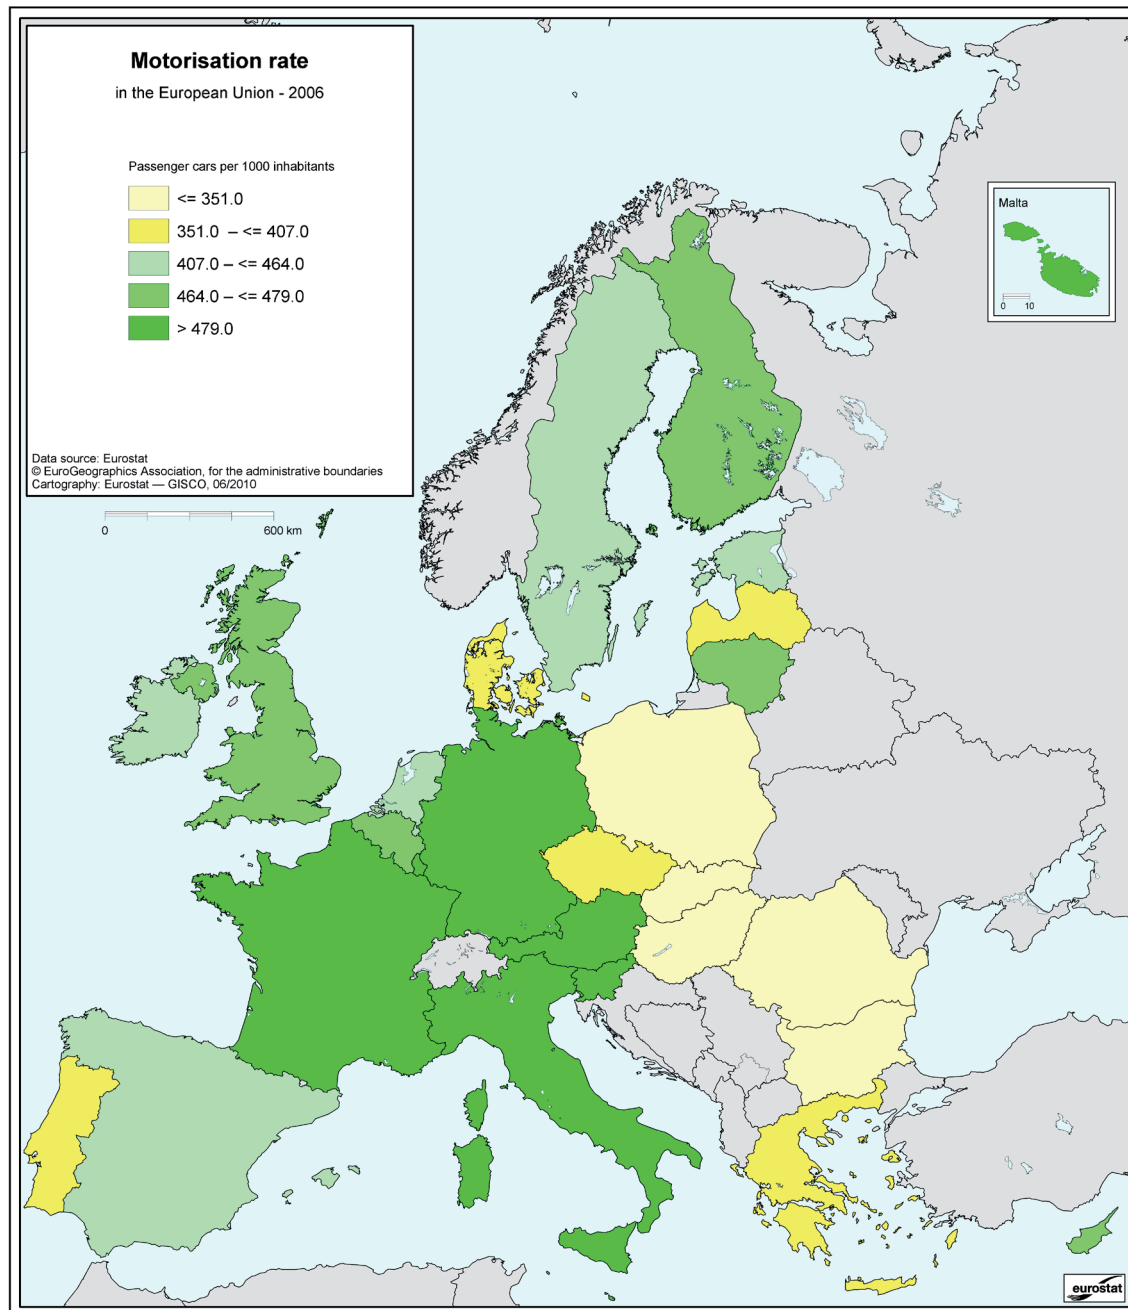 Motorisation rate
in the European Union - 2006
Passenger cars per 1000 inhabitants
<= 351.0
351.0 – <= 407.0
407.0 – <= 464.0
464.0 – <= 479.0
> 479.0
Data source: Eurostat
© EuroGeographics Association, for the administrative boundaries
Cartography: Eurostat — GISCO, 06/2010
0 600 km
Malta
0 10
eurostat